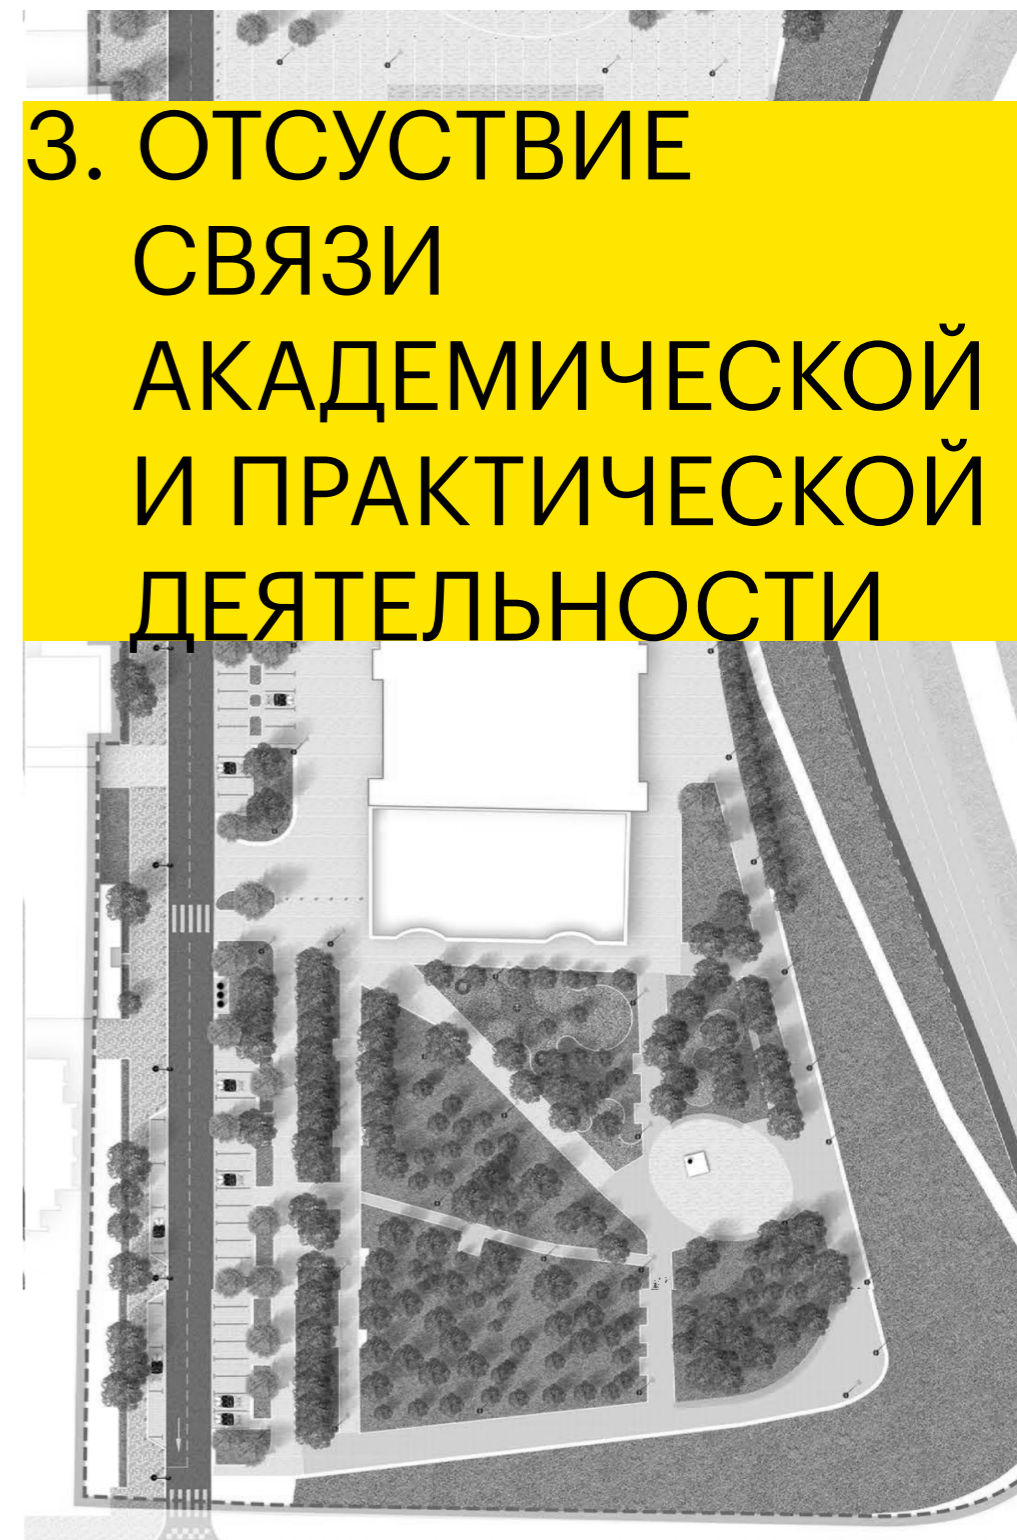 3. ОТСУСТВИЕ
СВЯЗИ
АКАДЕМИЧЕСКОЙ
И ПРАКТИЧЕСКОЙ
ДЕЯТЕЛЬНОСТИ